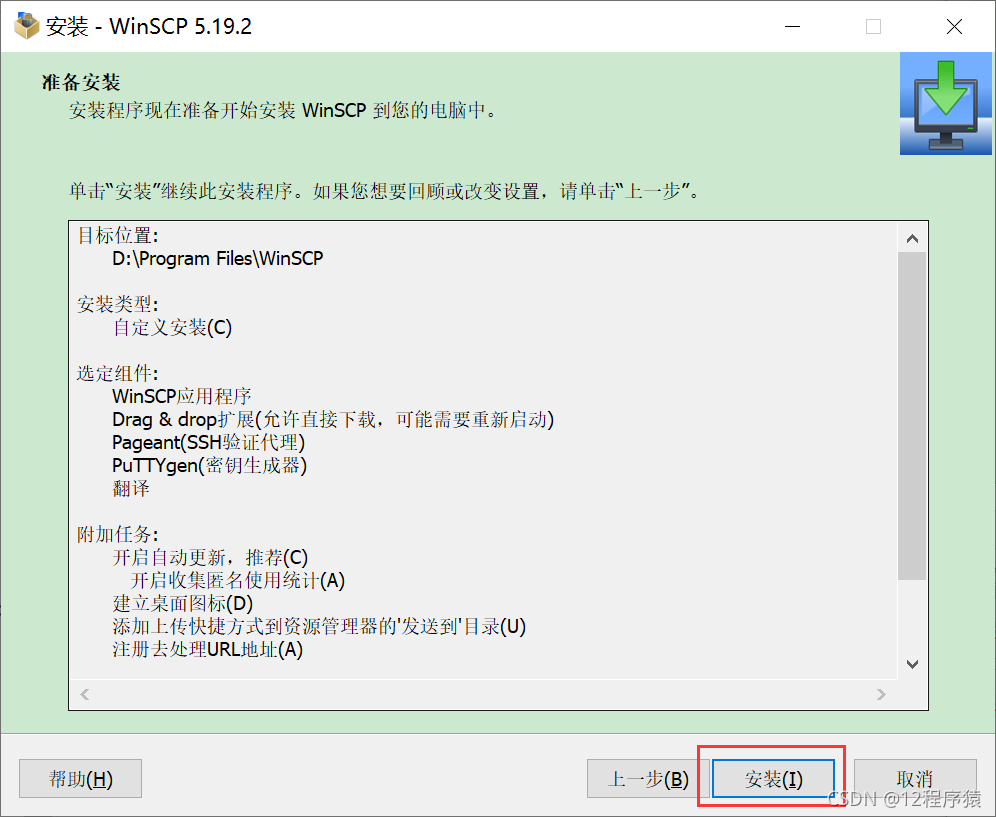 安装 - WinSCP 5.19.2
准备安装
安装程序现在准备开始安装 WinSCP 到您的电脑中。
单击“安装”继续此安装程序。如果您想要回顾或改变设置，请单击“上一步”。
目标位置:
D:\Program Files\WinSCP
安装类型:
自定义安装(C)
选定组件:
WinSCP应用程序
Drag & drop扩展(允许直接下载，可能需要重新启动)
Pageant(SSH验证代理)
PuTTYgen(密钥生成器)
翻译
附加任务:
开启自动更新，推荐(C)
开启收集匿名使用统计(A)
建立桌面图标(D)
添加上传快捷方式到资源管理器的'发送到'目录(U)
注册去处理URL地址(A)
帮助(H) 上一步(B) 安装(I) 取消
CSDN @12程序猿